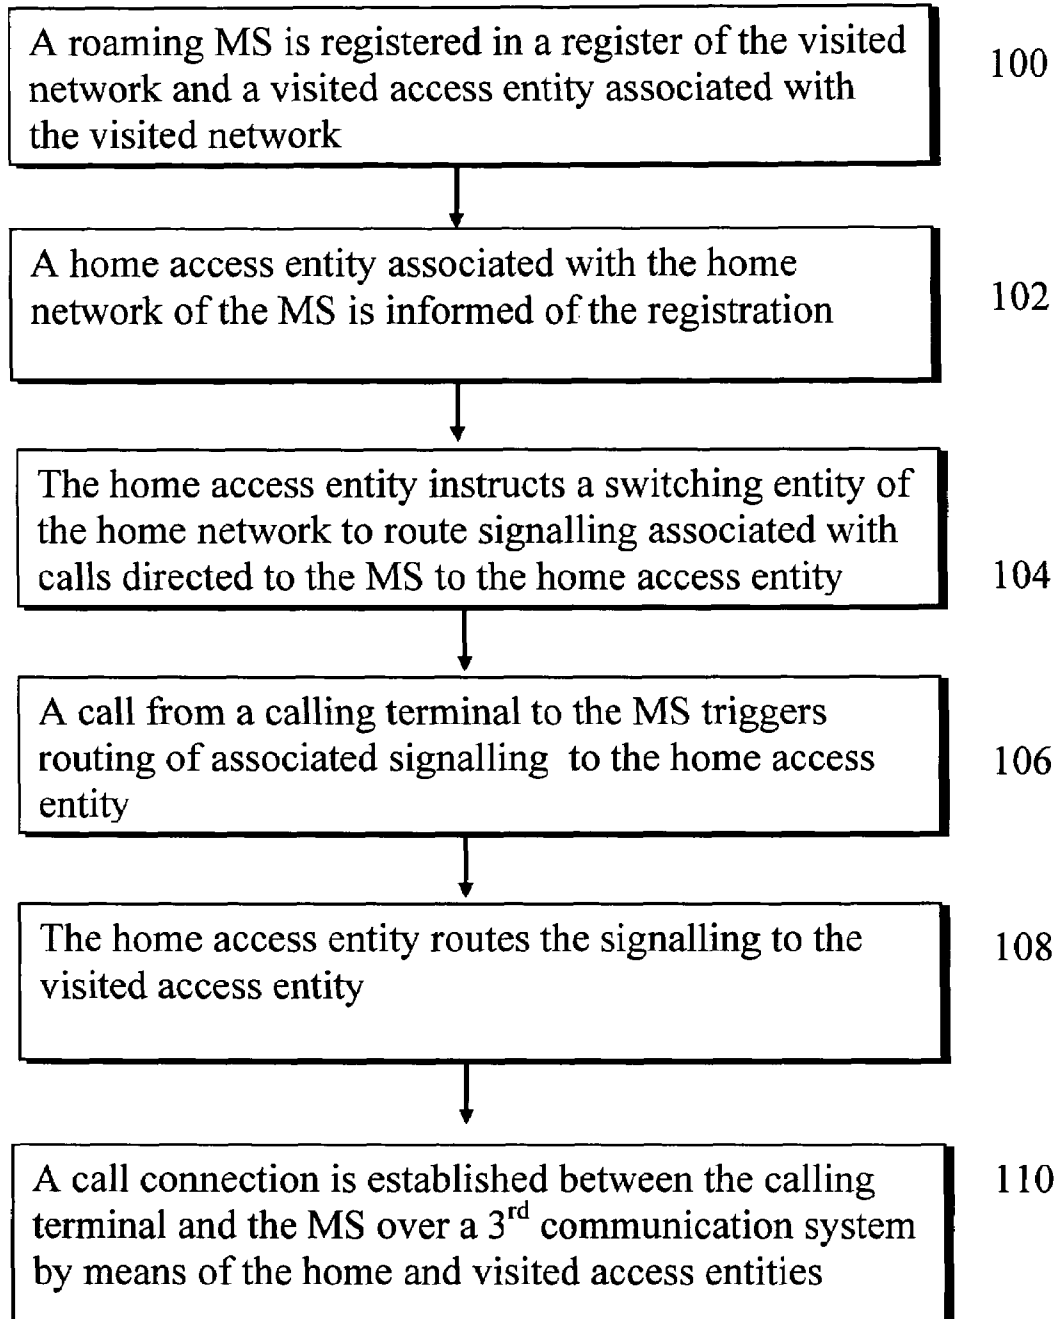 A roaming MS is registered in a register of the visited
network and a visited access entity associated with
the visited network
100
A home access entity associated with the home
network of the MS is informed of the registration
102
The home access entity instructs a switching entity of
the home network to route signalling associated with
calls directed to the MS to the home access entity
104
A call from a calling terminal to the MS triggers
routing of associated signalling to the home access
entity
106
The home access entity routes the signalling to the
visited access entity
108
A call connection is established between the calling
terminal and the MS over a 3rd communication system
by means of the home and visited access entities
110